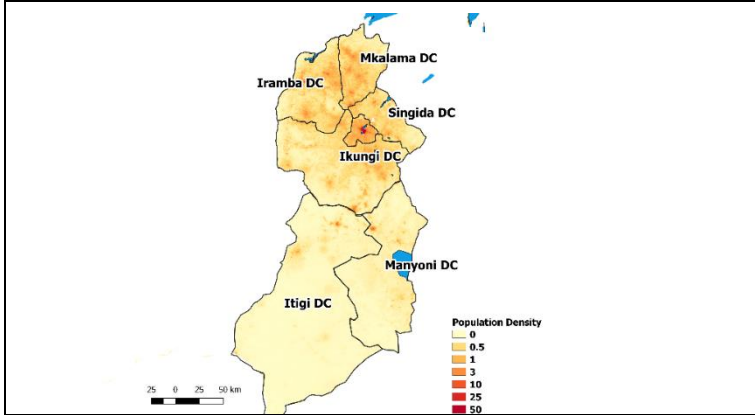 Mkalama DC
Iramba DC
Singida DC
Ikungi DC
Manyoni DC
Itigi DC
Population Density
0
0.5
1
3
10
25
50
25 0 25 50 km